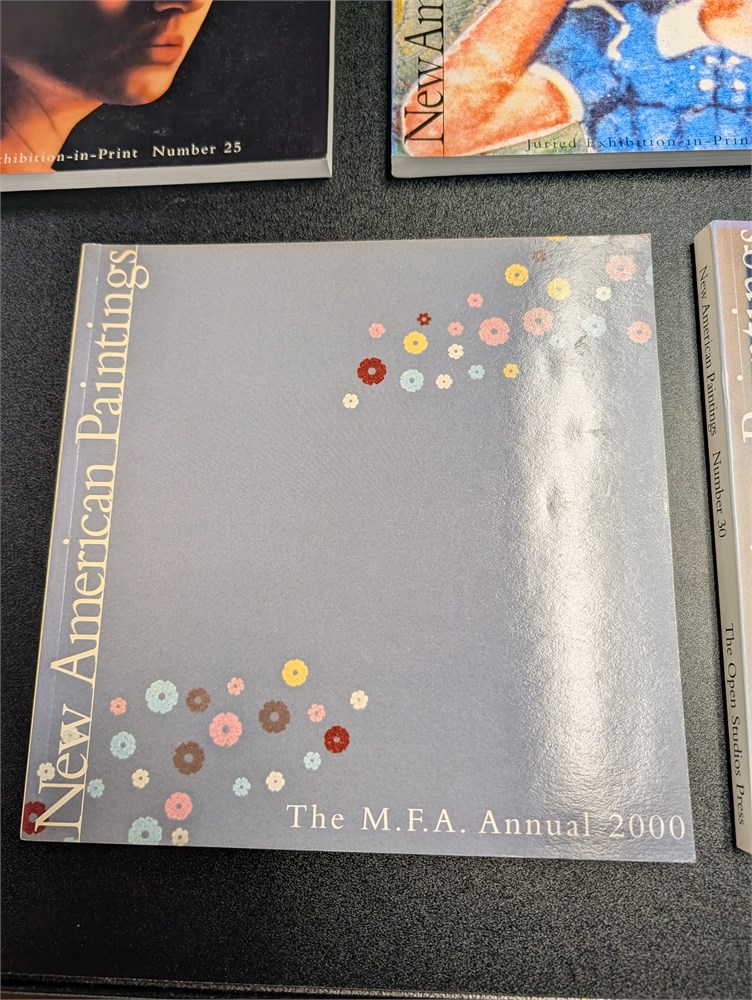 Exhibition-in-Print Number 25
New Am
Juried Exhibition-in-Prin
New American Paintings
The M.F.A. Annual 2000
New American Paintings Number 30 The Open Studios Press